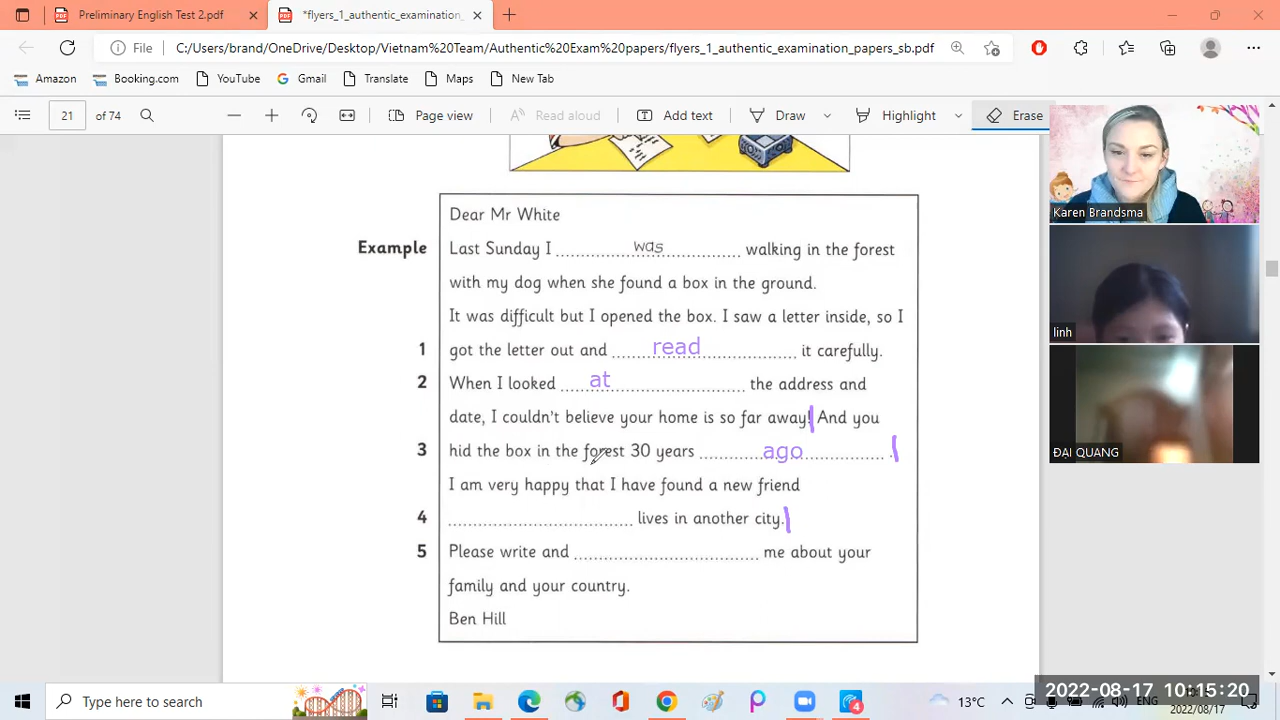 Preliminary English Test 2.pdf
*flyers_1_authentic_examination_
File
C:/Users/brand/OneDrive/Desktop/Vietnam%20Team/Authentic%20Exam%20papers/flyers_1_authentic_examination_papers_sb.pdf
Amazon
Booking.com
YouTube
Gmail
Translate
Maps
New Tab
21 of 74
Page view
Read aloud
Add text
Draw
Highlight
Erase
Dear Mr White
Example Last Sunday I was walking in the forest
with my dog when she found a box in the ground.
It was difficult but I opened the box. I saw a letter inside, so I
1 got the letter out and read it carefully.
2 When I looked at the address and
date, I couldn't believe your home is so far away! And you
3 hid the box in the forest 30 years ago .
I am very happy that I have found a new friend
4 lives in another city.
5 Please write and me about your
family and your country.
Ben Hill
Karen Brandsma
linh
ĐẠI QUANG
Type here to search
4
13°C
ENG
2022-08-17 10:15:20
2022/08/17